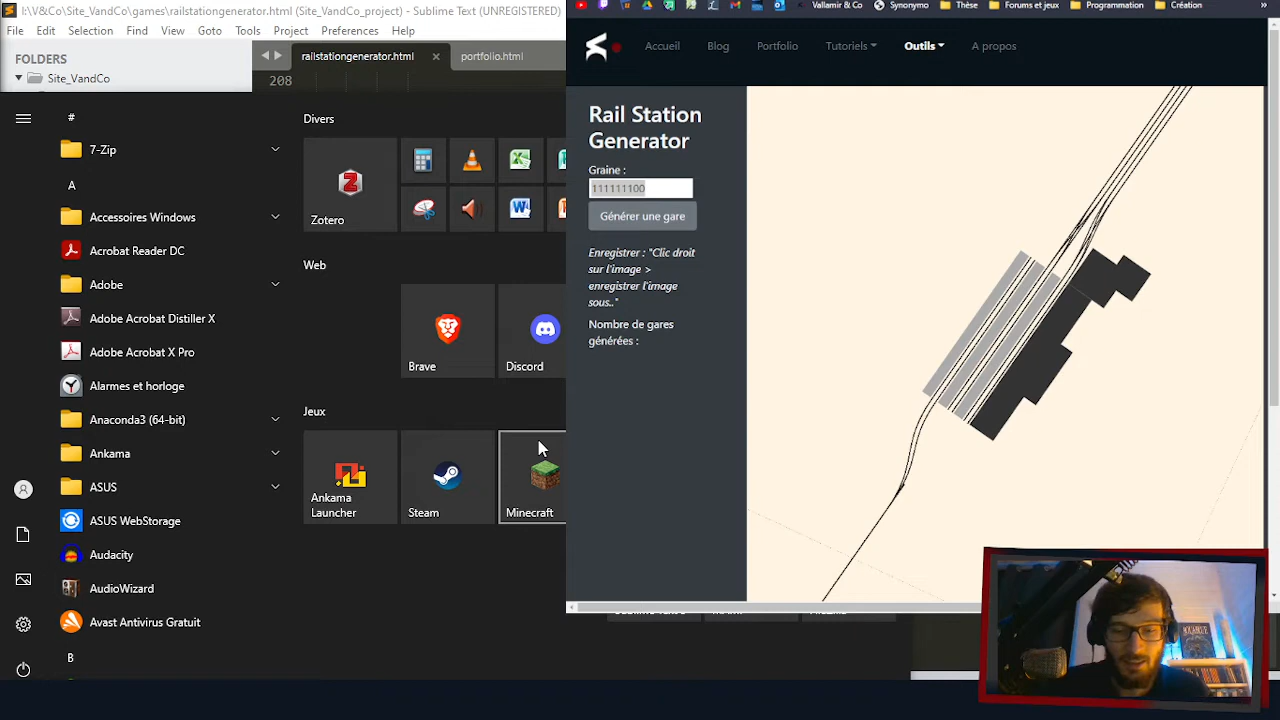 I:\V&Co\Site_VandCo\games\railstationgenerator.html (Site_VandCo_project) - Sublime Text (UNREGISTERED)
File Edit Selection Find View Goto Tools Project Preferences Help
FOLDERS
Site_VandCo
railstationgenerator.html × portfolio.html
208
#
7-Zip
A
Accessoires Windows
Acrobat Reader DC
Adobe
Adobe Acrobat Distiller X
Adobe Acrobat X Pro
Alarmes et horloge
Anaconda3 (64-bit)
Ankama
ASUS
ASUS WebStorage
Audacity
AudioWizard
Avast Antivirus Gratuit
B
Divers
Zotero
Web
Brave
Discord
Jeux
Ankama
Launcher
Steam
Minecraft
Vallamir & Co
Synonymo
Thèse
Forums et jeux
Programmation
Création
Accueil Blog Portfolio Tutoriels Outils A propos
Rail Station
Generator
Graine :
111111100
Générer une gare
Enregistrer : "Clic droit
sur l'image >
enregistrer l'image
sous.."
Nombre de gares
générées :